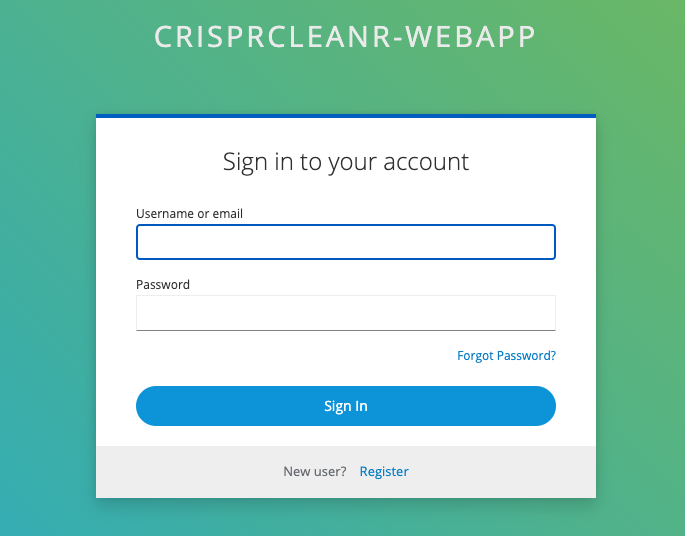 CRISPRCLEANR-WEBAPP
Sign in to your account
Username or email
Password
Forgot Password?
Sign In
New user? Register